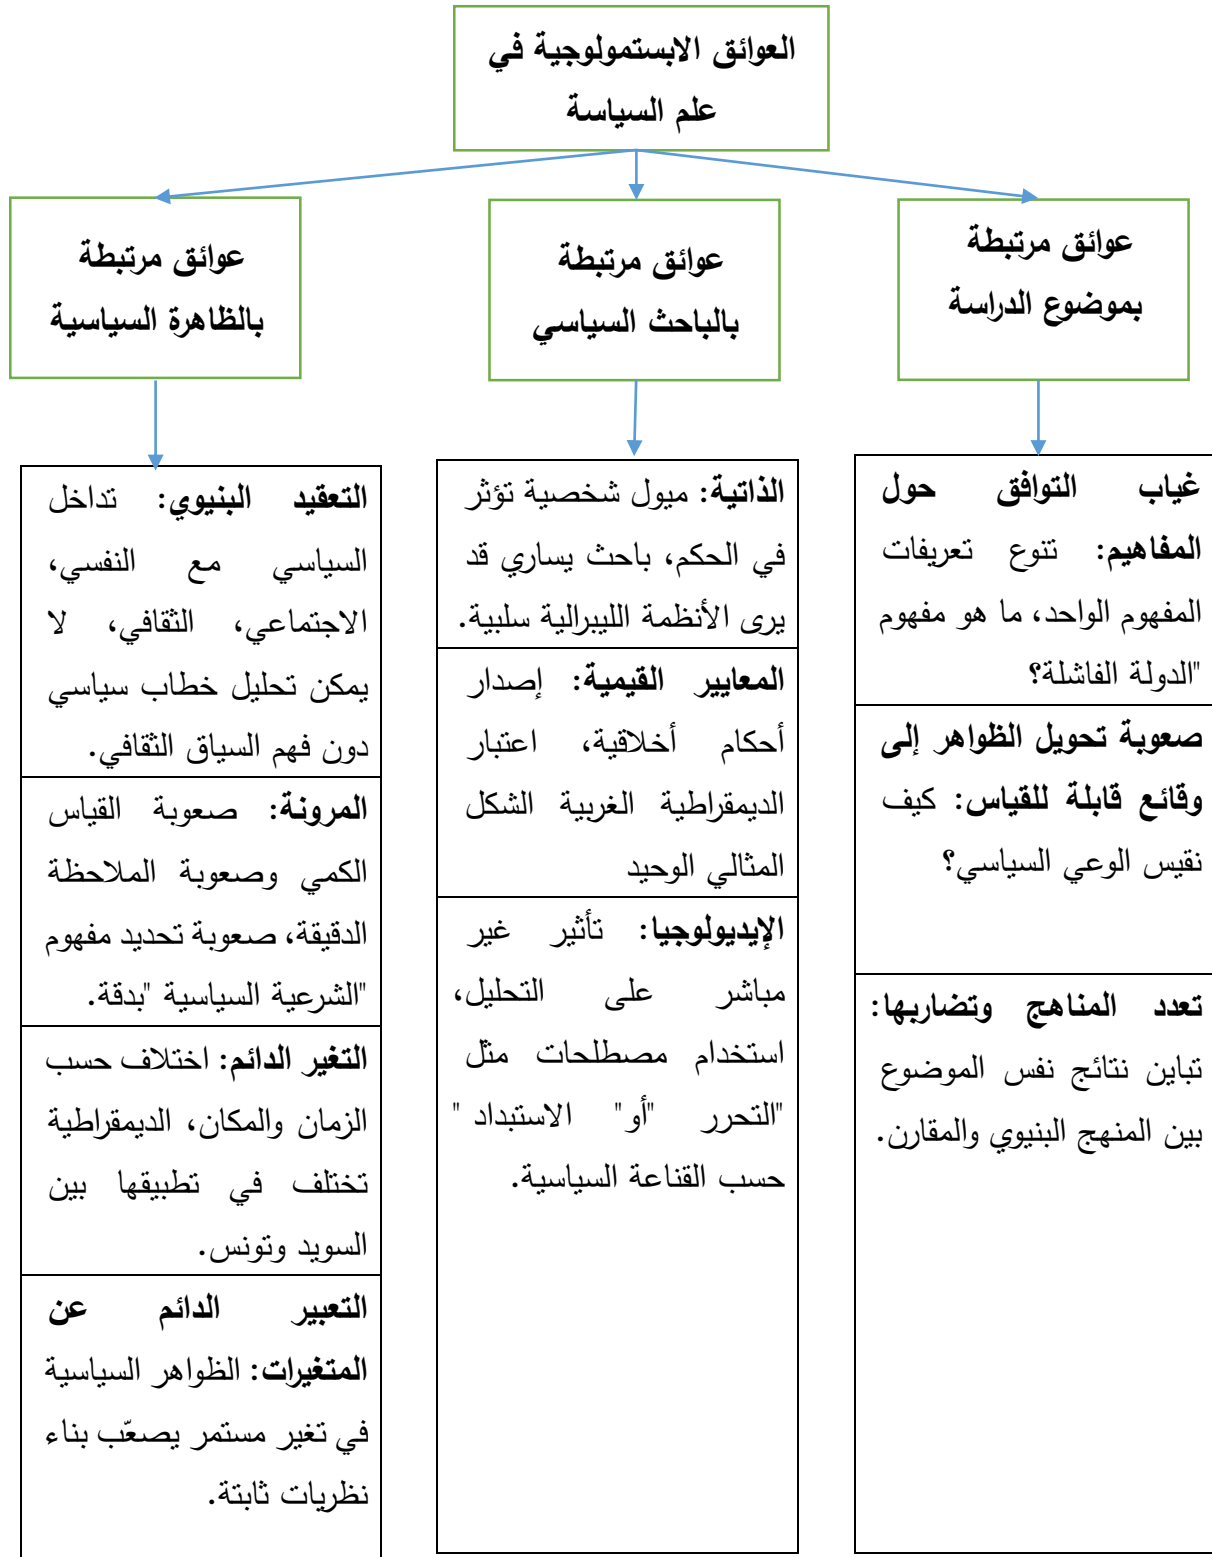 العوائق الابستمولوجية في
علم السياسة
عوائق مرتبطة
بموضوع الدراسة
عوائق مرتبطة
بالباحث السياسي
عوائق مرتبطة
بالظاهرة السياسية
غياب التوافق حول
المفاهيم: تتوع تعريفات
المفهوم الواحد، ما هو مفهوم
"الدولة الفاشلة؟
صعوبة تحويل الظواهر إلى
وقائع قابلة للقياس: كيف
نقيس الوعي السياسي؟
تعدد المناهج وتضاربها:
تباين نتائج نفس الموضوع
بين المنهج البنيوي والمقارن.
الذاتية: ميول شخصية تؤثر
في الحكم، باحث يساري قد
يرى الأنظمة الليبرالية سلبية.
المعايير القيمية: إصدار
أحكام أخلاقية، اعتبار
الديمقراطية الغربية الشكل
المثالي الوحيد
الإيديولوجيا: تأثير غير
مباشر على التحليل،
استخدام مصطلحات مثل
"التحرر "أو" الاستبداد "
حسب القناعة السياسية.
التعقيد البنيوي: تداخل
السياسي مع النفسي،
الاجتماعي، الثقافي، لا
يمكن تحليل خطاب سياسي
دون فهم السياق الثقافي.
المرونة: صعوبة القياس
الكمي وصعوبة الملاحظة
الدقيقة، صعوبة تحديد مفهوم
"الشرعية السياسية "بدقة.
التغير الدائم: اختلاف حسب
الزمان والمكان، الديمقراطية
تختلف في تطبيقها بين
السويد وتونس.
التعبير الدائم عن
المتغيرات: الظواهر السياسية
في تغير مستمر يصعّب بناء
نظريات ثابتة.